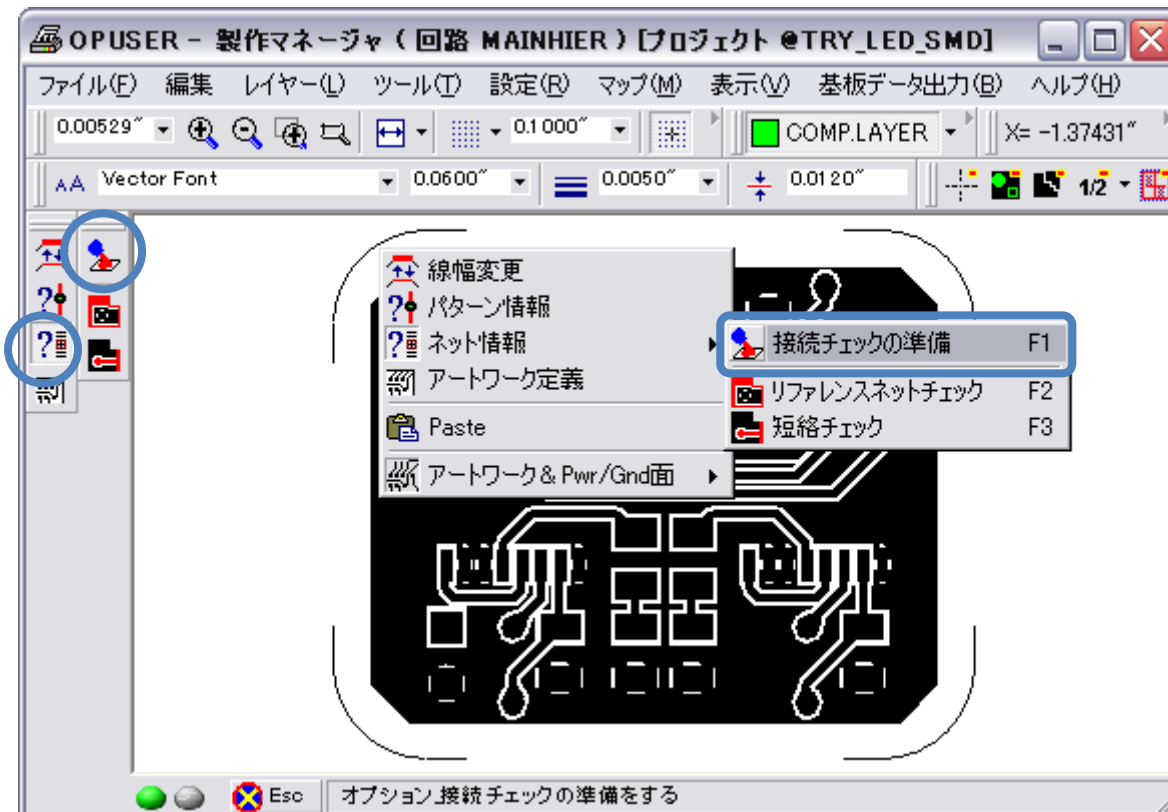 OPUSER - 製作マネージャ ( 回路 MAINHIER ) [プロジェクト @TRY_LED_SMD]
ファイル(F) 編集 レイヤー(L) ツール(T) 設定(R) マップ(M) 表示(V) 基板データ出力(B) ヘルプ(H)
0.00529" 0.1000" COMP.LAYER X= -1.37431"
AA Vector Font 0.0600" 0.0050" 0.0120" 1/2
線幅変更
パターン情報
ネット情報
接続チェックの準備 F1
アートワーク定義
リファレンスネットチェック F2
Paste
短絡チェック F3
アートワーク & Pwr/Gnd面
Esc オプション 接続チェックの準備をする